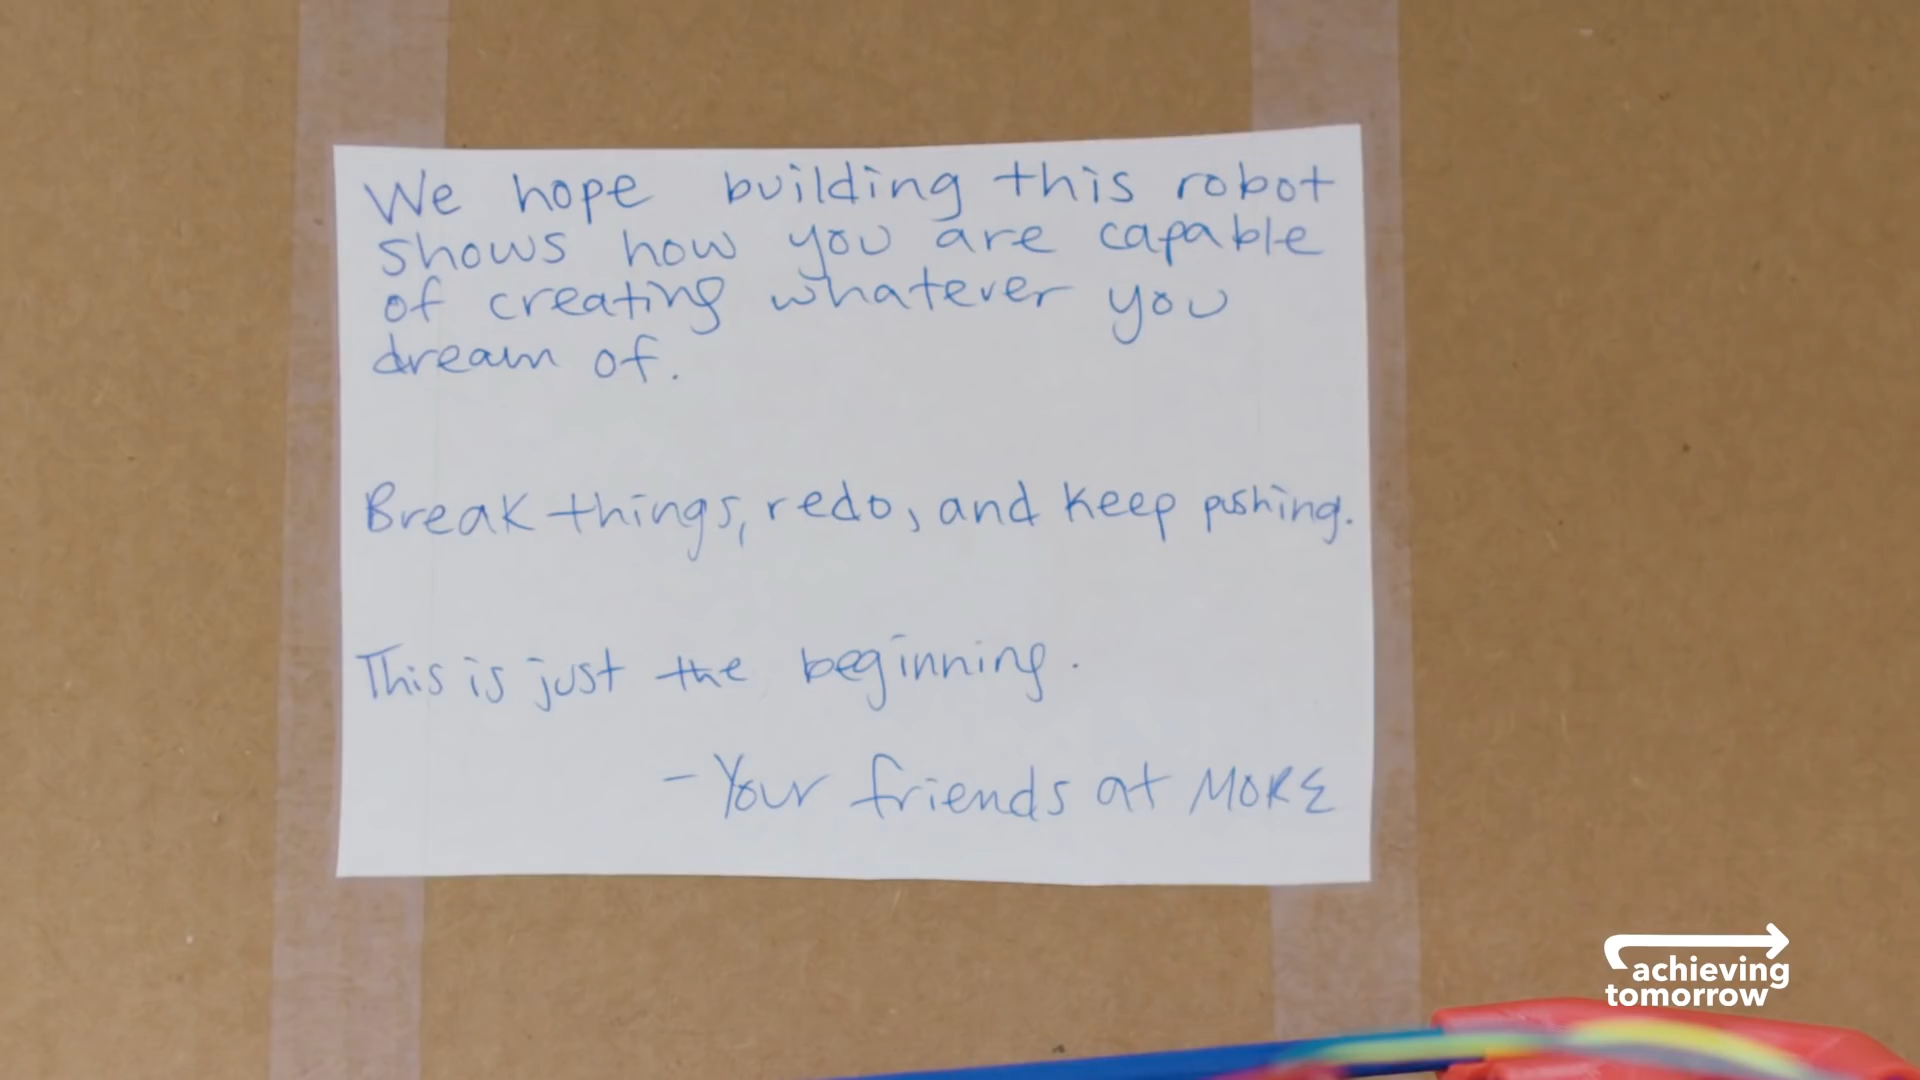 We hope building this robot
shows how you are capable
of creating whatever you
dream of.
Break things, redo, and keep pushing.
This is just the beginning.
- Your friends at MORE
achieving
tomorrow